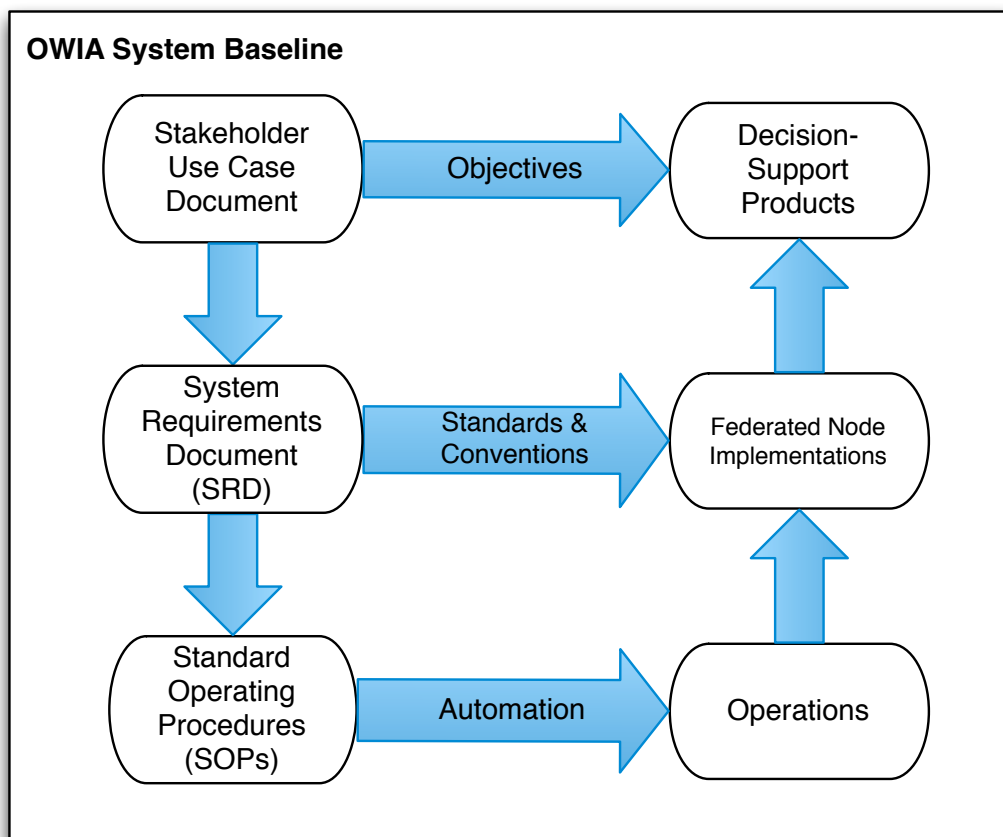 OWIA System Baseline
Stakeholder
Use Case
Document
Objectives
Decision-
Support
Products
System
Requirements
Document
(SRD)
Standards &
Conventions
Federated Node
Implementations
Standard
Operating
Procedures
(SOPs)
Automation
Operations